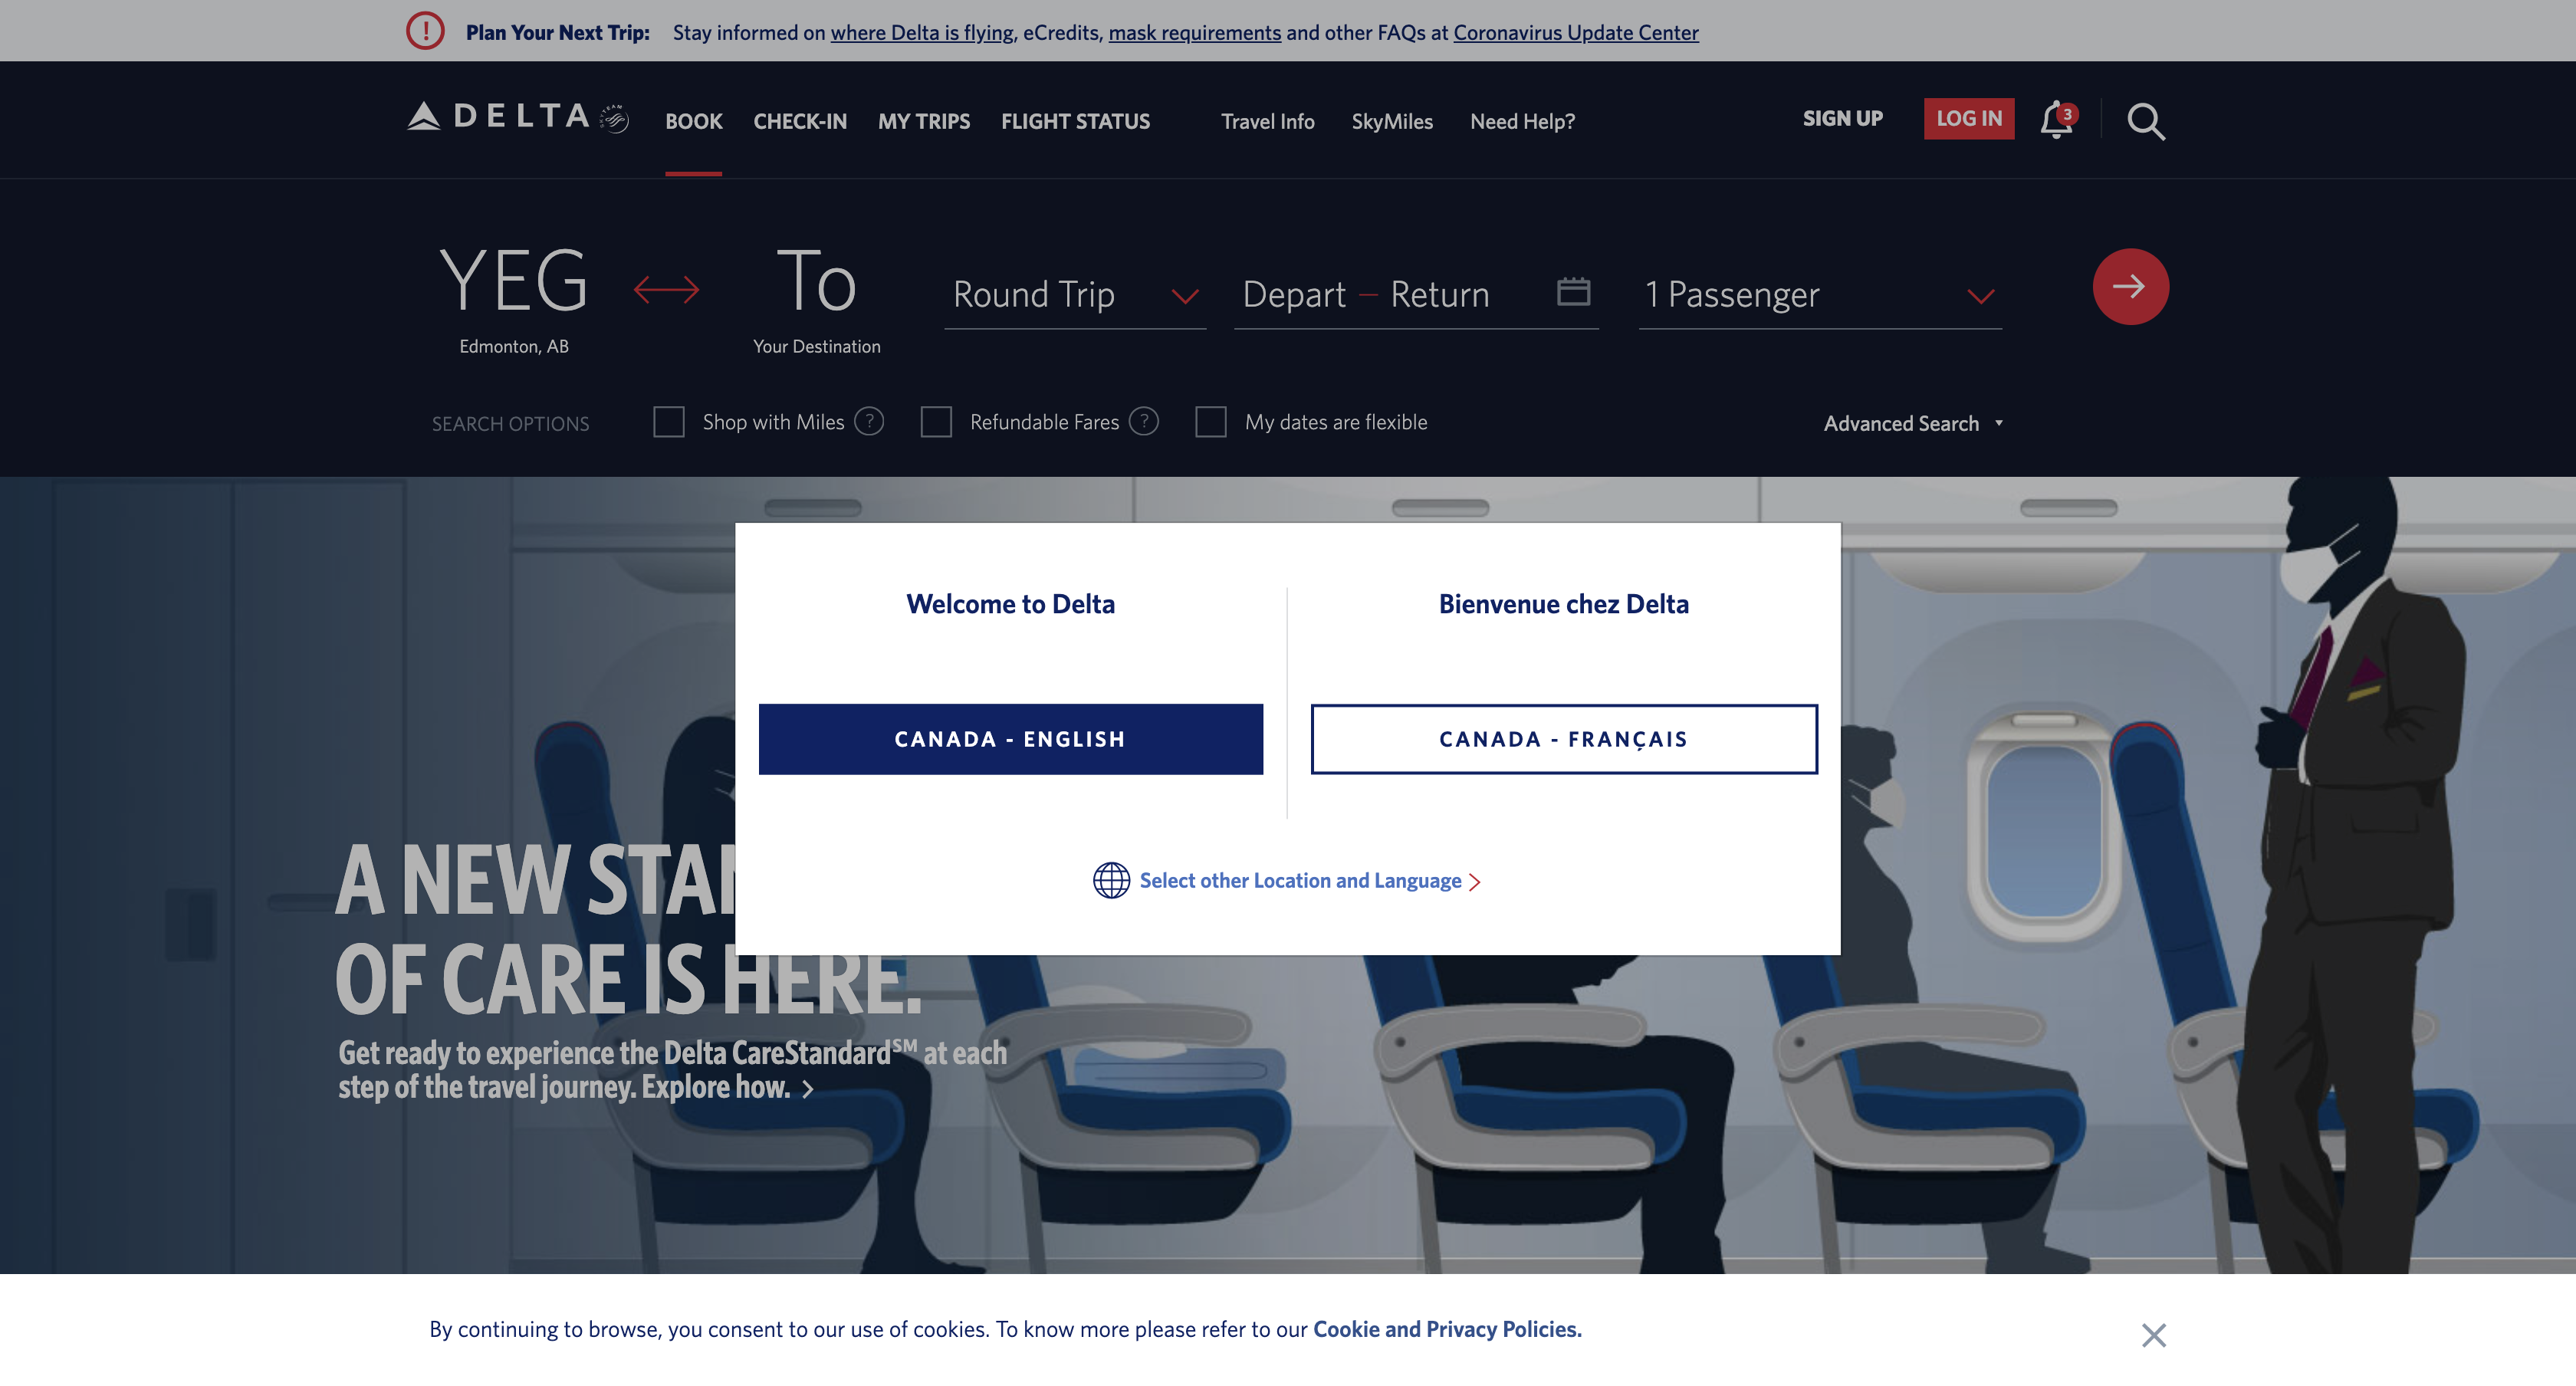 Plan Your Next Trip: Stay informed on where Delta is flying, eCredits, mask requirements and other FAQs at Coronavirus Update Center
DELTA BOOK CHECK-IN MY TRIPS FLIGHT STATUS Travel Info SkyMiles Need Help? SIGN UP LOG IN 3
YEG To Round Trip Depart – Return 1 Passenger
Edmonton, AB Your Destination
SEARCH OPTIONS Shop with Miles ? Refundable Fares ? My dates are flexible Advanced Search
Welcome to Delta Bienvenue chez Delta
CANADA - ENGLISH CANADA - FRANÇAIS
Select other Location and Language
A NEW STAN
OF CARE IS HERE.
Get ready to experience the Delta CareStandard℠ at each
step of the travel journey. Explore how.
By continuing to browse, you consent to our use of cookies. To know more please refer to our Cookie and Privacy Policies.